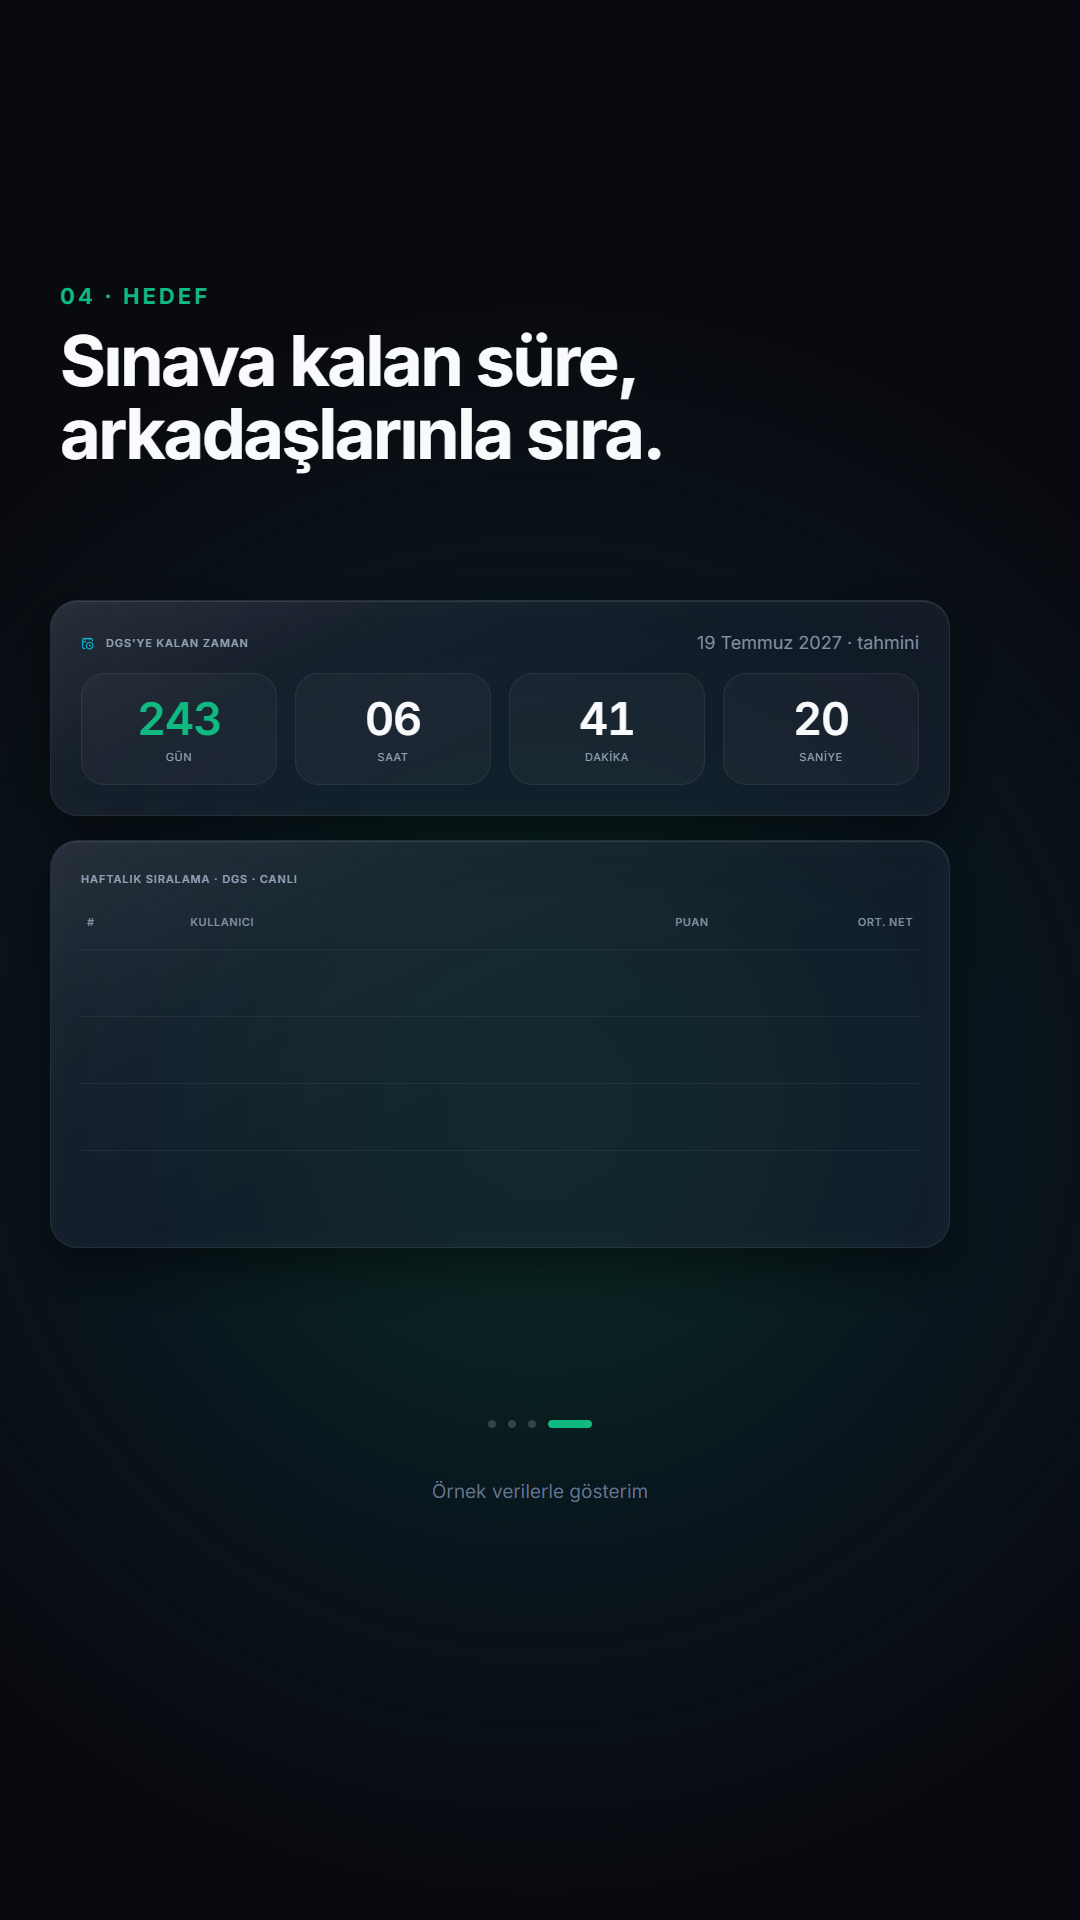 04 · HEDEF
Sınava kalan süre,
arkadaşlarınla sıra.
DGS'YE KALAN ZAMAN
19 Temmuz 2027 · tahmini
243
GÜN
06
SAAT
41
DAKİKA
20
SANİYE
HAFTALIK SIRALAMA · DGS · CANLI
# KULLANICI PUAN ORT. NET
Örnek verilerle gösterim